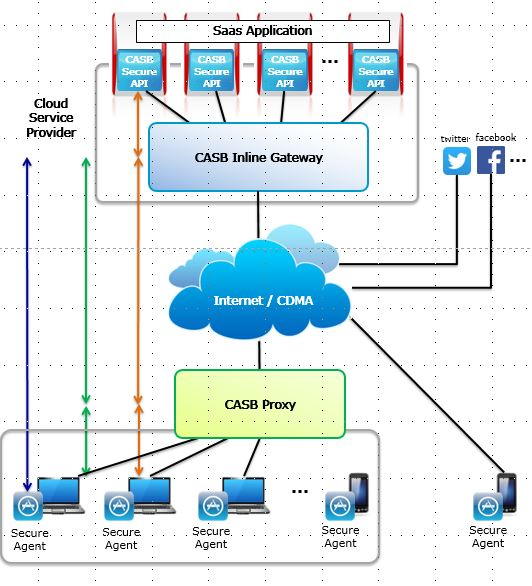 Saas Application
CASB
Secure
API
CASB
Secure
API
CASB
Secure
API
...
CASB
Secure
API
Cloud
Service
Provider
CASB Inline Gateway
twitter
facebook
...
Internet / CDMA
CASB Proxy
...
Secure
Agent
Secure
Agent
Secure
Agent
Secure
Agent
Secure
Agent